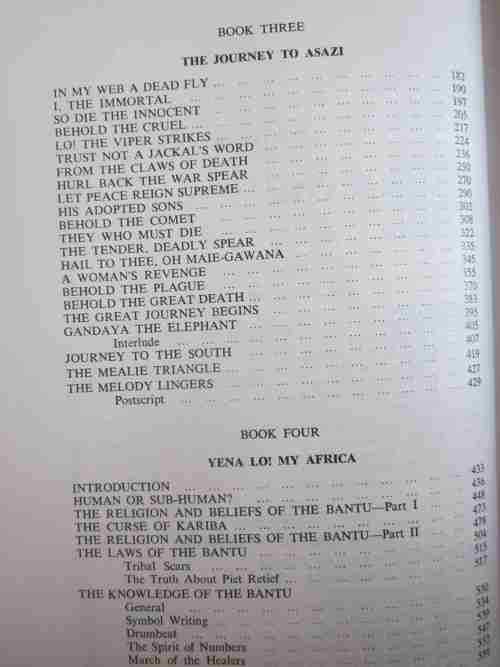 BOOK THREE
THE JOURNEY TO ASAZI
IN MY WEB A DEAD FLY ... 182
I, THE IMMORTAL ... 190
SO DIE THE INNOCENT ... 197
BEHOLD THE CRUEL ... 205
LO! THE VIPER STRIKES ... 217
TRUST NOT A JACKAL'S WORD ... 224
FROM THE CLAWS OF DEATH ... 236
HURL BACK THE WAR SPEAR ... 250
LET PEACE REIGN SUPREME ... 270
HIS ADOPTED SONS ... 290
BEHOLD THE COMET ... 302
THEY WHO MUST DIE ... 308
THE TENDER, DEADLY SPEAR ... 322
HAIL TO THEE, OH MAIE-GAWANA ... 335
A WOMAN'S REVENGE ... 345
BEHOLD THE PLAGUE ... 355
BEHOLD THE GREAT DEATH ... 370
THE GREAT JOURNEY BEGINS ... 383
GANDAYA THE ELEPHANT ... 395
Interlude ... 405
JOURNEY TO THE SOUTH ... 407
THE MEALIE TRIANGLE ... 419
THE MELODY LINGERS ... 427
Postscript ... 429
BOOK FOUR
YENA LO! MY AFRICA
INTRODUCTION ... 433
HUMAN OR SUB-HUMAN? ... 436
THE RELIGION AND BELIEFS OF THE BANTU—Part I ... 448
THE CURSE OF KARIBA ... 473
THE RELIGION AND BELIEFS OF THE BANTU—Part II ... 478
THE LAWS OF THE BANTU ... 504
Tribal Scars ... 515
The Truth About Piet Retief ... 517
THE KNOWLEDGE OF THE BANTU
General ... 530
Symbol Writing ... 534
Drumbeat ... 539
The Spirit of Numbers ... 547
March of the Healers ... 553